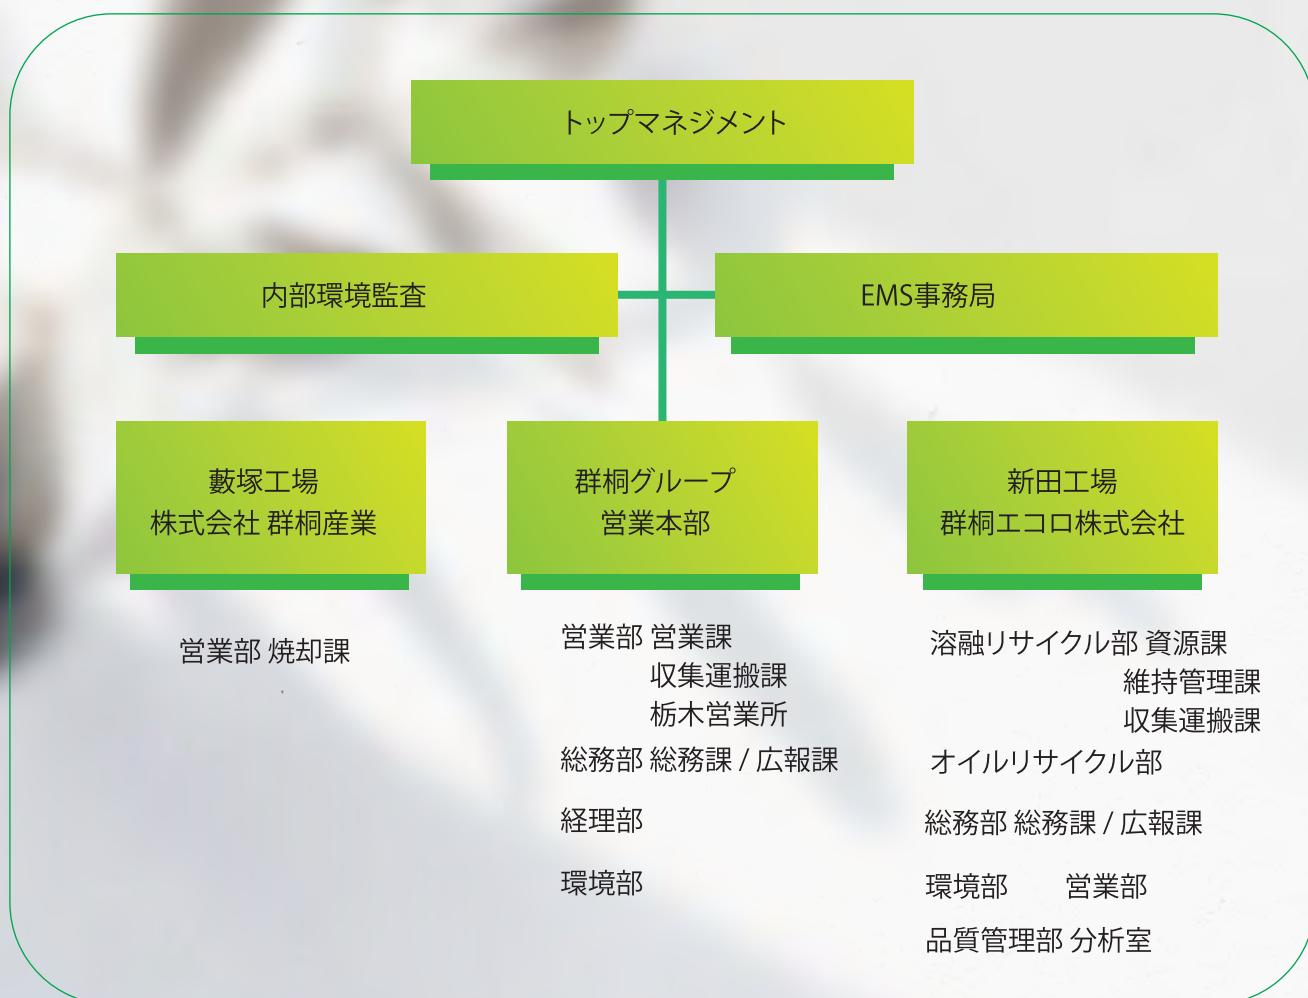 トップマネジメント
内部環境監査
EMS事務局
藪塚工場
株式会社 群桐産業
営業部 焼却課
群桐グループ
営業本部
営業部 営業課
収集運搬課
栃木営業所
総務部 総務課 / 広報課
経理部
環境部
新田工場
群桐エコロ株式会社
溶融リサイクル部 資源課
維持管理課
収集運搬課
オイルリサイクル部
総務部 総務課 / 広報課
環境部 営業部
品質管理部 分析室